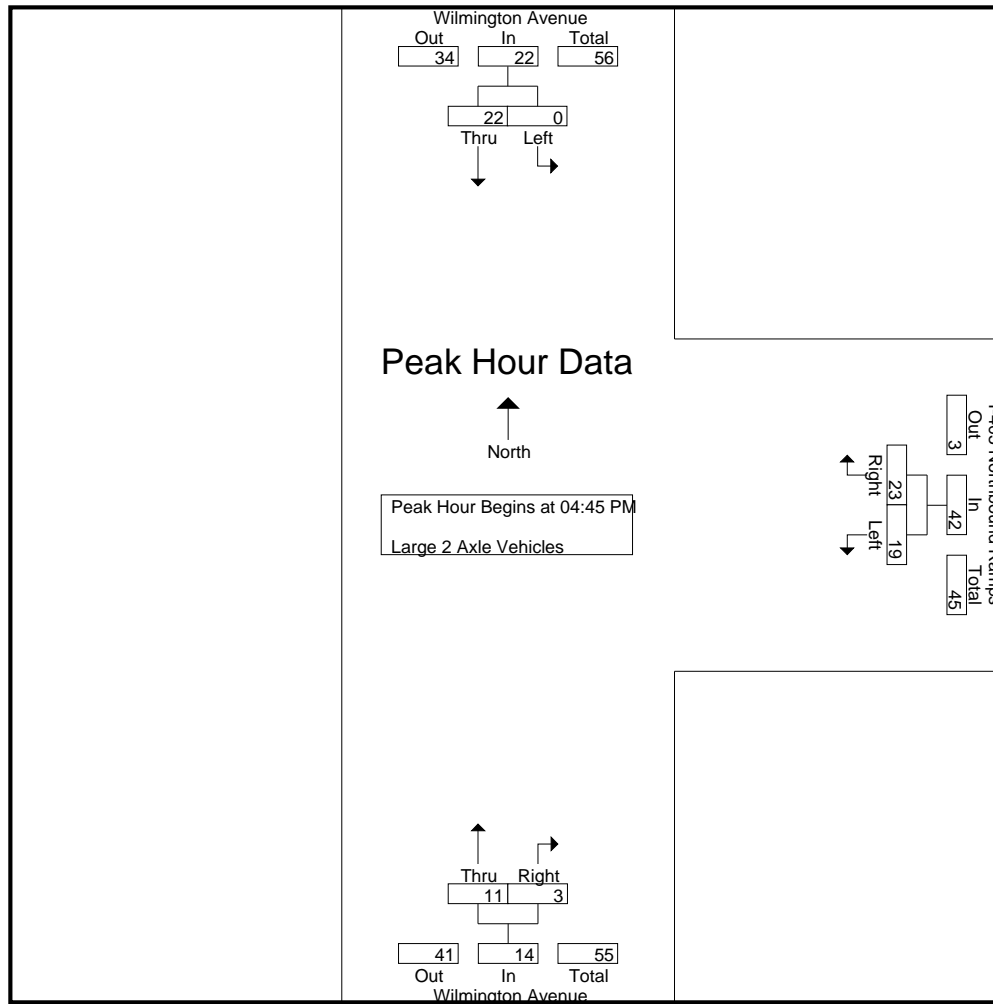 Wilmington Avenue
Out In Total
34 22 56
22 0
Thru Left
Peak Hour Data
North
Peak Hour Begins at 04:45 PM
Large 2 Axle Vehicles
Out In Total
3 42 45
23 19
Right Left
Thru Right
11 3
41 14 55
Out In Total
Wilmington Avenue